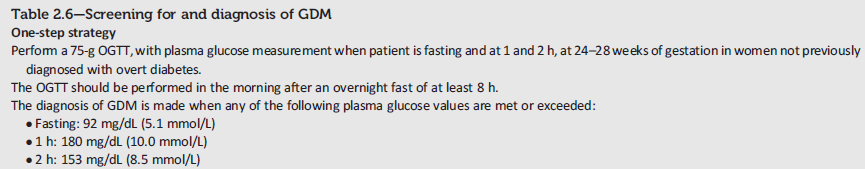 Table 2.6—Screening for and diagnosis of GDM
One-step strategy
Perform a 75-g OGTT, with plasma glucose measurement when patient is fasting and at 1 and 2 h, at 24–28 weeks of gestation in women not previously
diagnosed with overt diabetes.
The OGTT should be performed in the morning after an overnight fast of at least 8 h.
The diagnosis of GDM is made when any of the following plasma glucose values are met or exceeded:
● Fasting: 92 mg/dL (5.1 mmol/L)
● 1 h: 180 mg/dL (10.0 mmol/L)
● 2 h: 153 mg/dL (8.5 mmol/L)